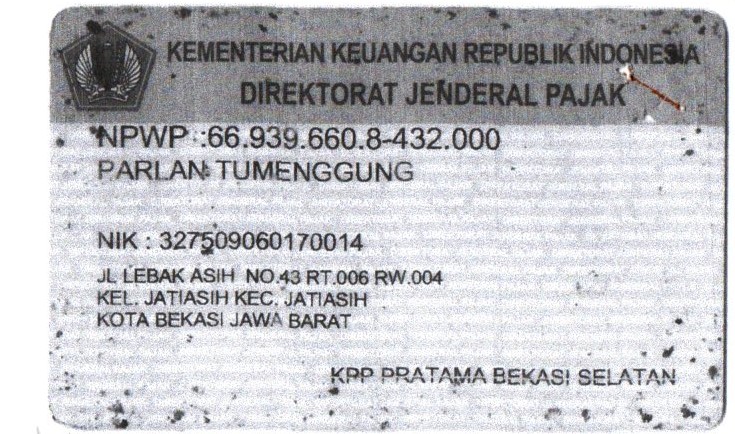 KEMENTERIAN KEUANGAN REPUBLIK INDONESIA
DIREKTORAT JENDERAL PAJAK
NPWP :66.939.660.8-432.000
PARLAN TUMENGGUNG
NIK : 327509060170014
JL LEBAK ASIH NO.43 RT.006 RW.004
KEL. JATIASIH KEC. JATIASIH
KOTA BEKASI JAWA BARAT
KPP PRATAMA BEKASI SELATAN